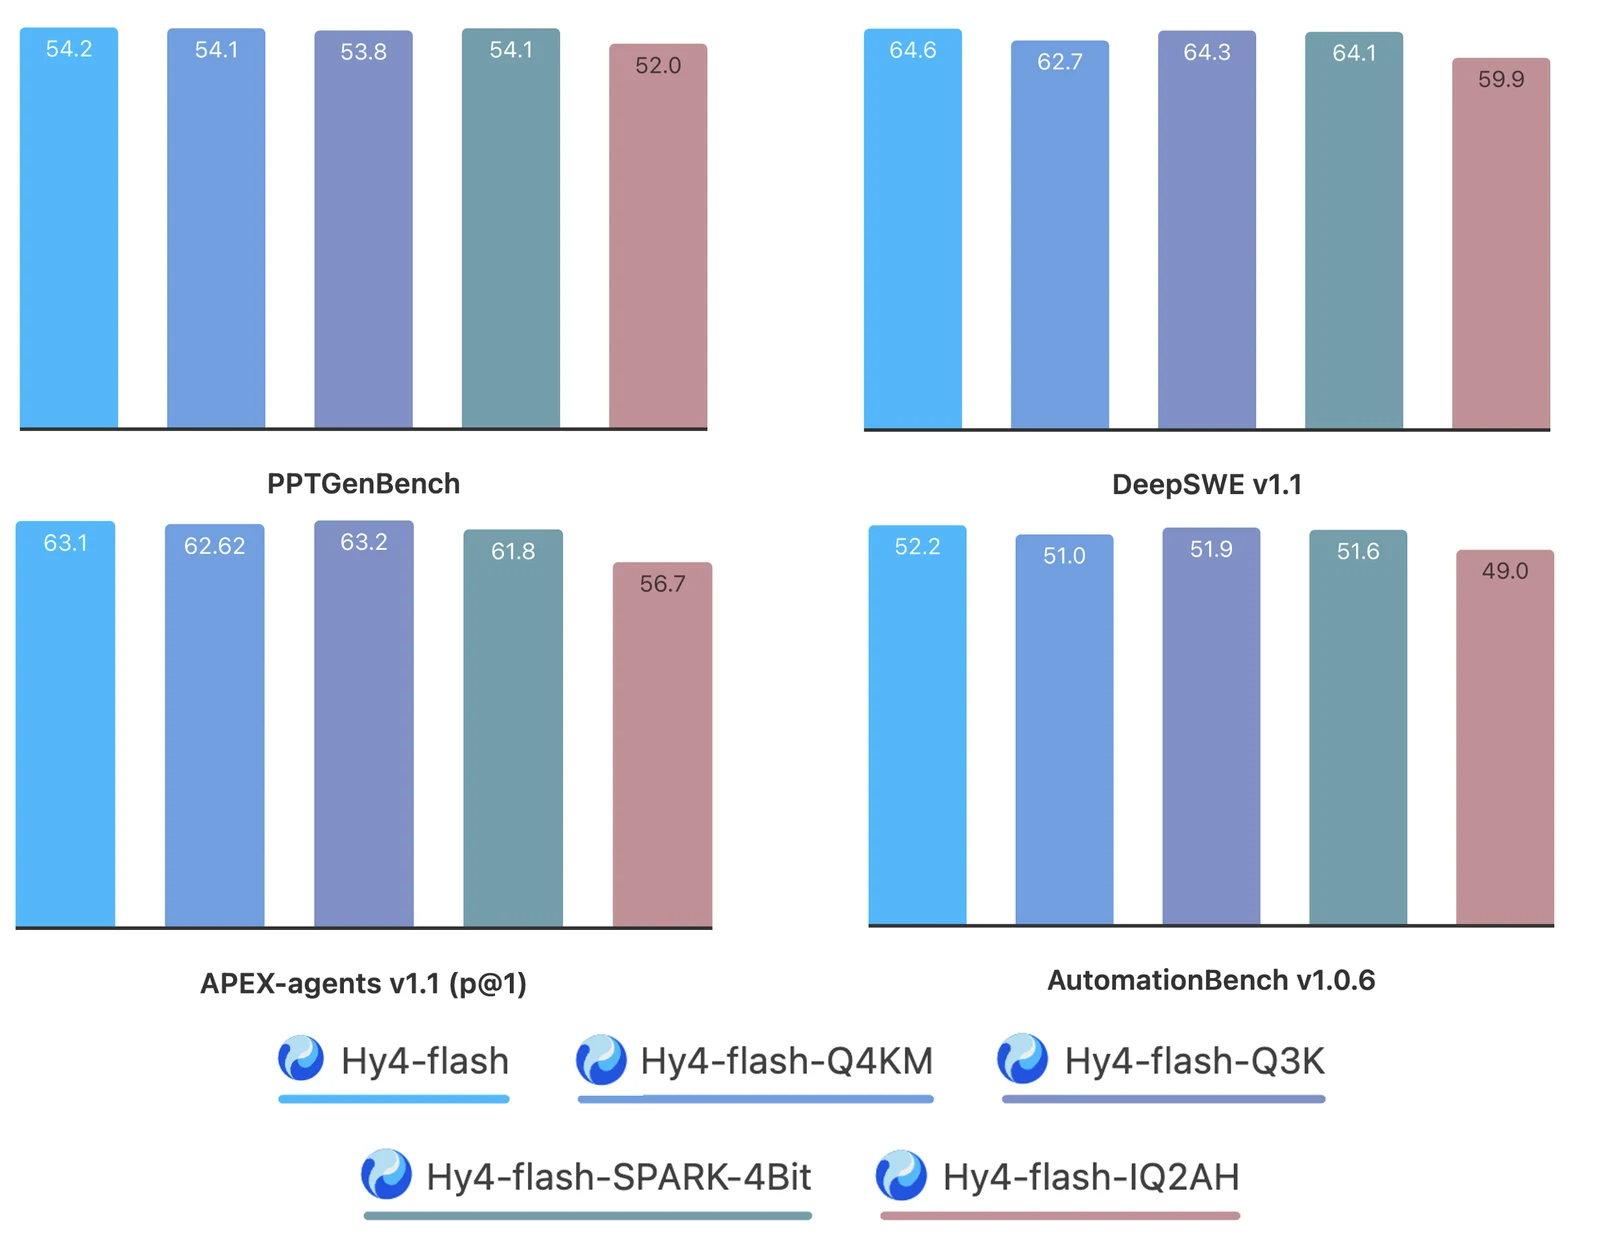 54.2
54.1
53.8
54.1
52.0
PPTGenBench
64.6
62.7
64.3
64.1
59.9
DeepSWE v1.1
63.1
62.62
63.2
61.8
56.7
APEX-agents v1.1 (p@1)
52.2
51.0
51.9
51.6
49.0
AutomationBench v1.0.6
Hy4-flash
Hy4-flash-Q4KM
Hy4-flash-Q3K
Hy4-flash-SPARK-4Bit
Hy4-flash-IQ2AH